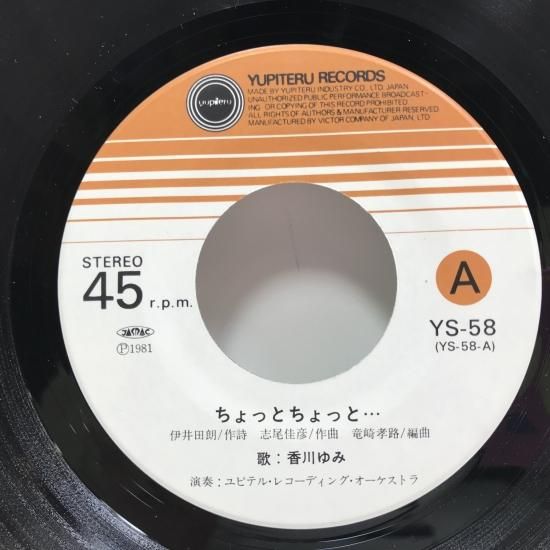 yupiteru
YUPITERU RECORDS
MADE BY YUPITERU INDUSTRY CO., LTD. JAPAN
UNAUTHORIZED PUBLIC PERFORMANCE BROADCAST-
ING OR COPYING OF THIS RECORD PROHIBITED
ALL RIGHTS OF AUTHORS & MANUFACTURER RESERVED
MANUFACTURED BY VICTOR COMPANY OF JAPAN, LTD
STEREO
45 r.p.m.
JASRAC
Ⓟ1981
A
YS-58
(YS-58-A)
ちょっとちょっと…
伊井田朗/作詩 志尾佳彦/作曲 竜崎孝路/編曲
歌：香川ゆみ
演奏：ユピテル・レコーディング・オーケストラ